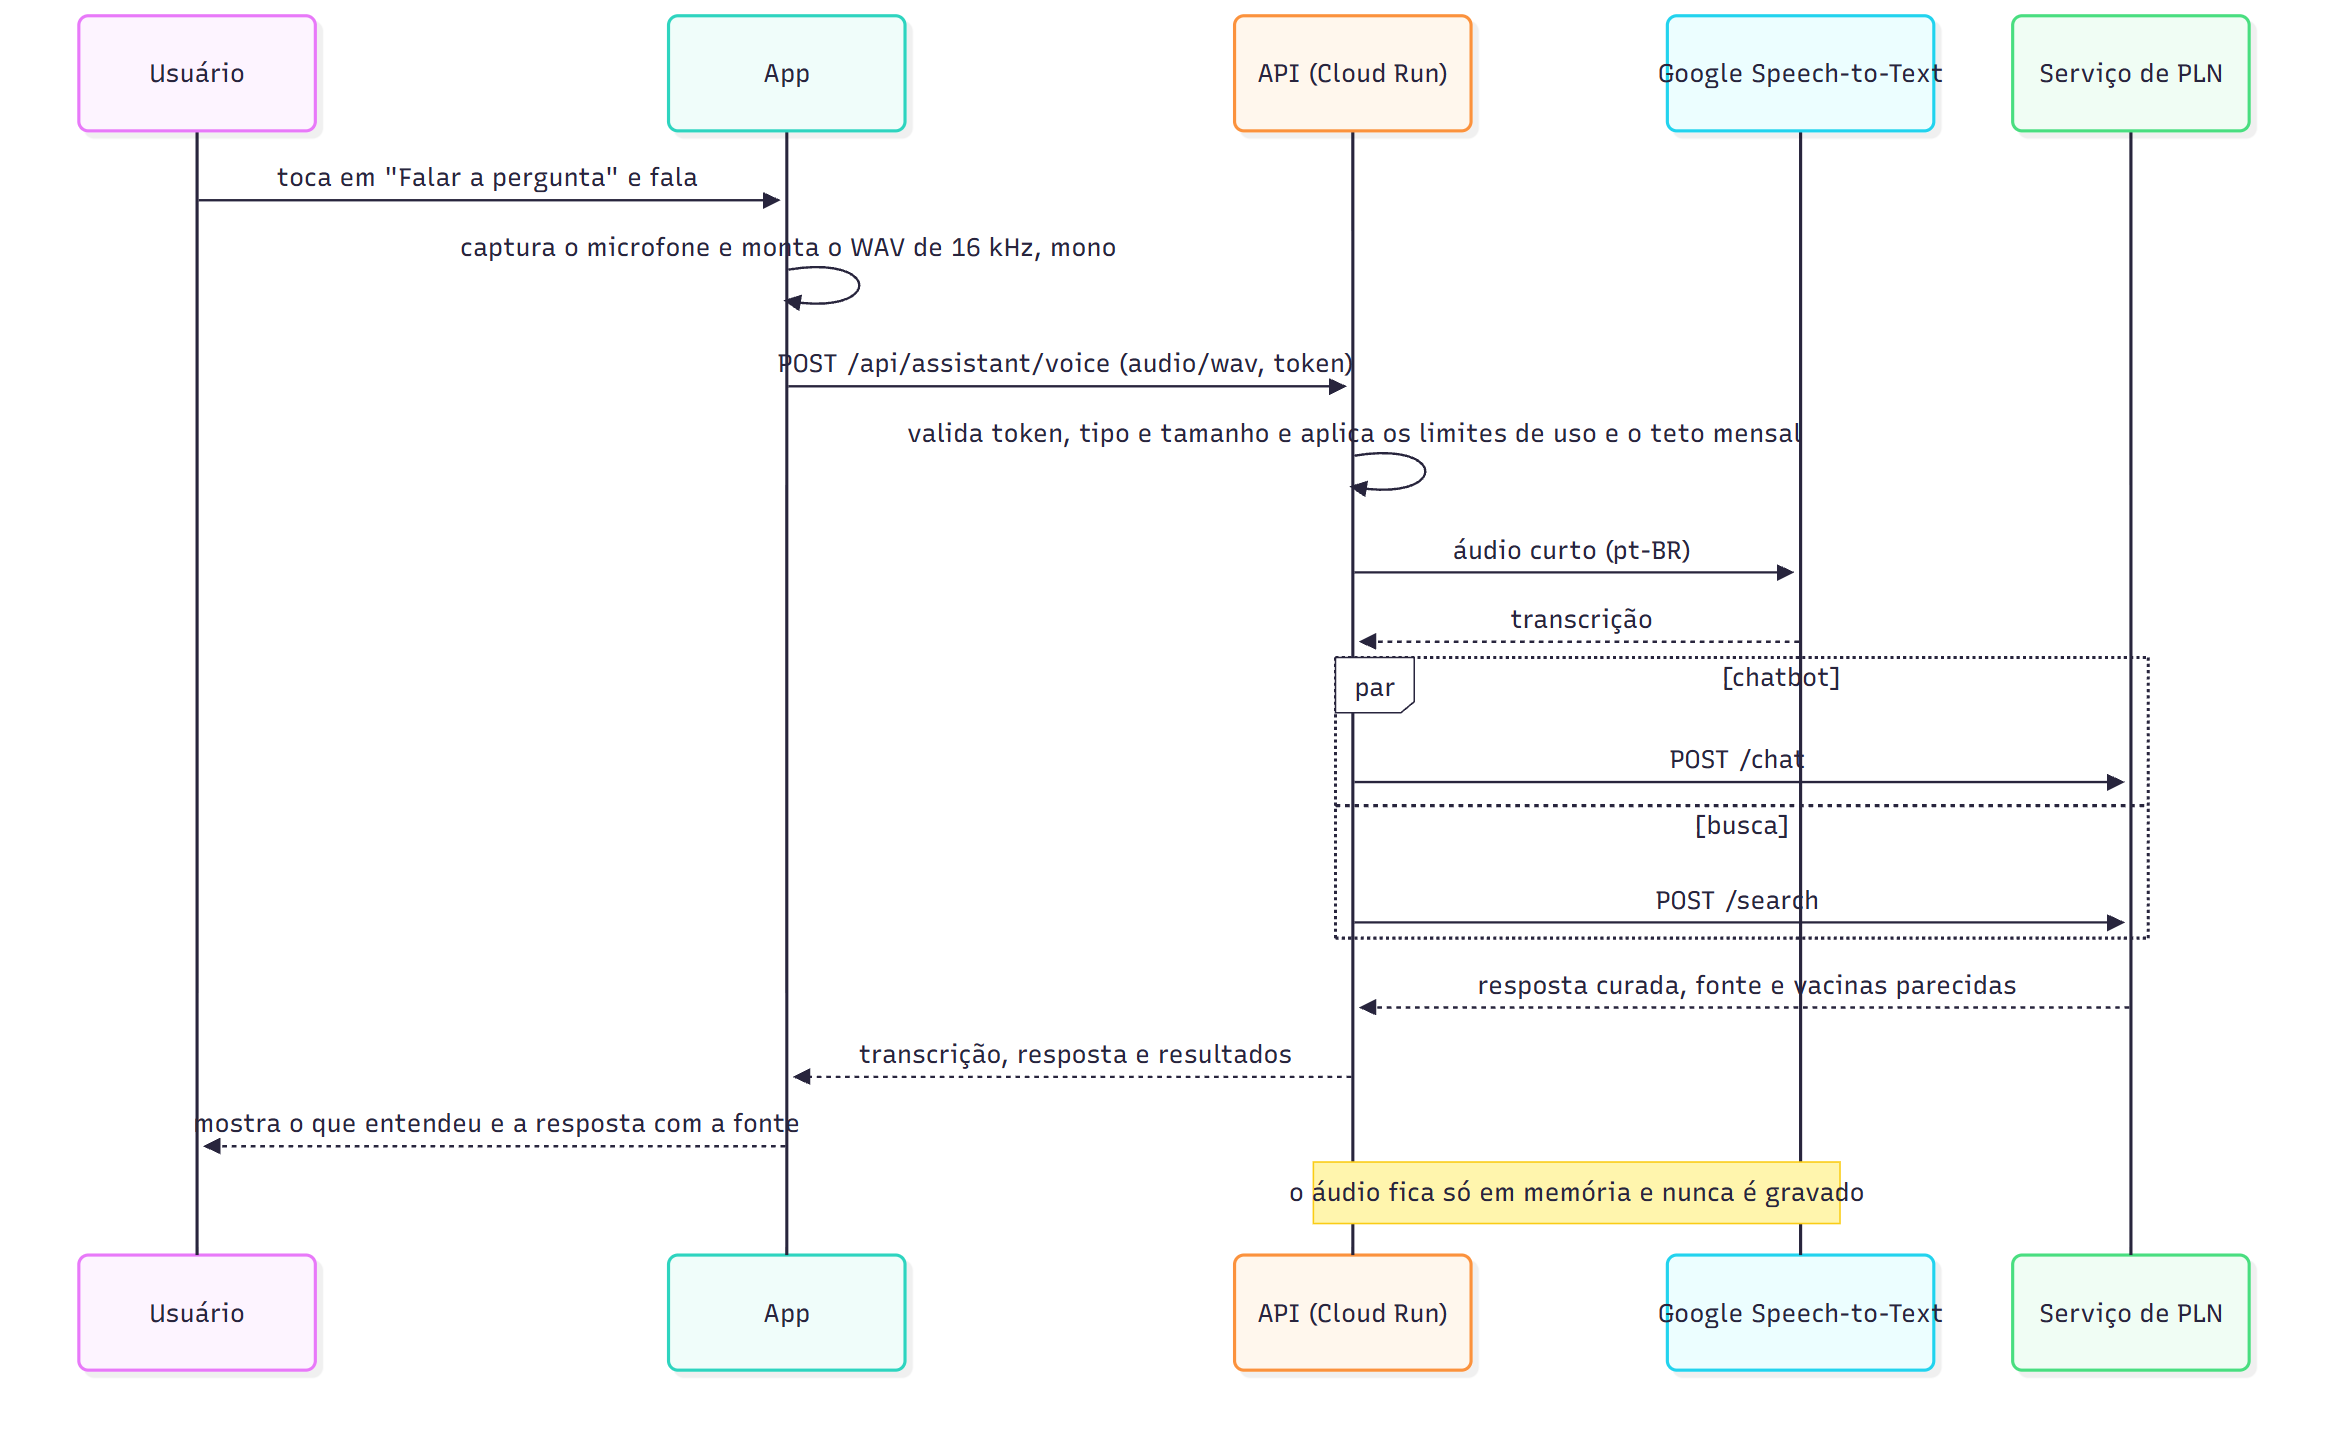 Usuário
App
API (Cloud Run)
Google Speech-to-Text
Serviço de PLN
toca em "Falar a pergunta" e fala
captura o microfone e monta o WAV de 16 kHz, mono
POST /api/assistant/voice (audio/wav, token)
valida token, tipo e tamanho e aplica os limites de uso e o teto mensal
áudio curto (pt-BR)
transcrição
par
[chatbot]
POST /chat
[busca]
POST /search
resposta curada, fonte e vacinas parecidas
transcrição, resposta e resultados
mostra o que entendeu e a resposta com a fonte
o áudio fica só em memória e nunca é gravado
Usuário
App
API (Cloud Run)
Google Speech-to-Text
Serviço de PLN